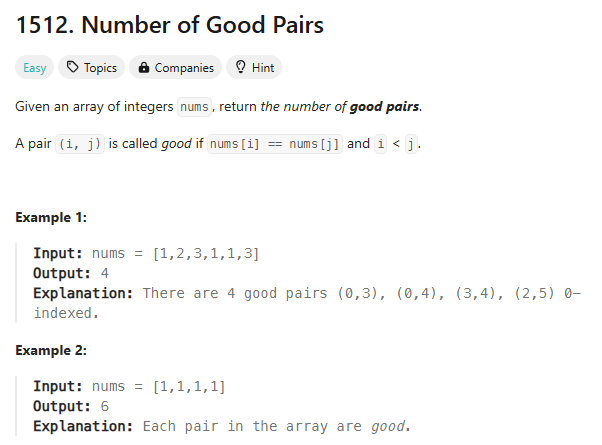 1512. Number of Good Pairs
Easy Topics Companies Hint
Given an array of integers nums, return the number of good pairs.
A pair (i, j) is called good if nums[i] == nums[j] and i < j.
Example 1:
Input: nums = [1,2,3,1,1,3]
Output: 4
Explanation: There are 4 good pairs (0,3), (0,4), (3,4), (2,5) 0-
indexed.
Example 2:
Input: nums = [1,1,1,1]
Output: 6
Explanation: Each pair in the array are good.